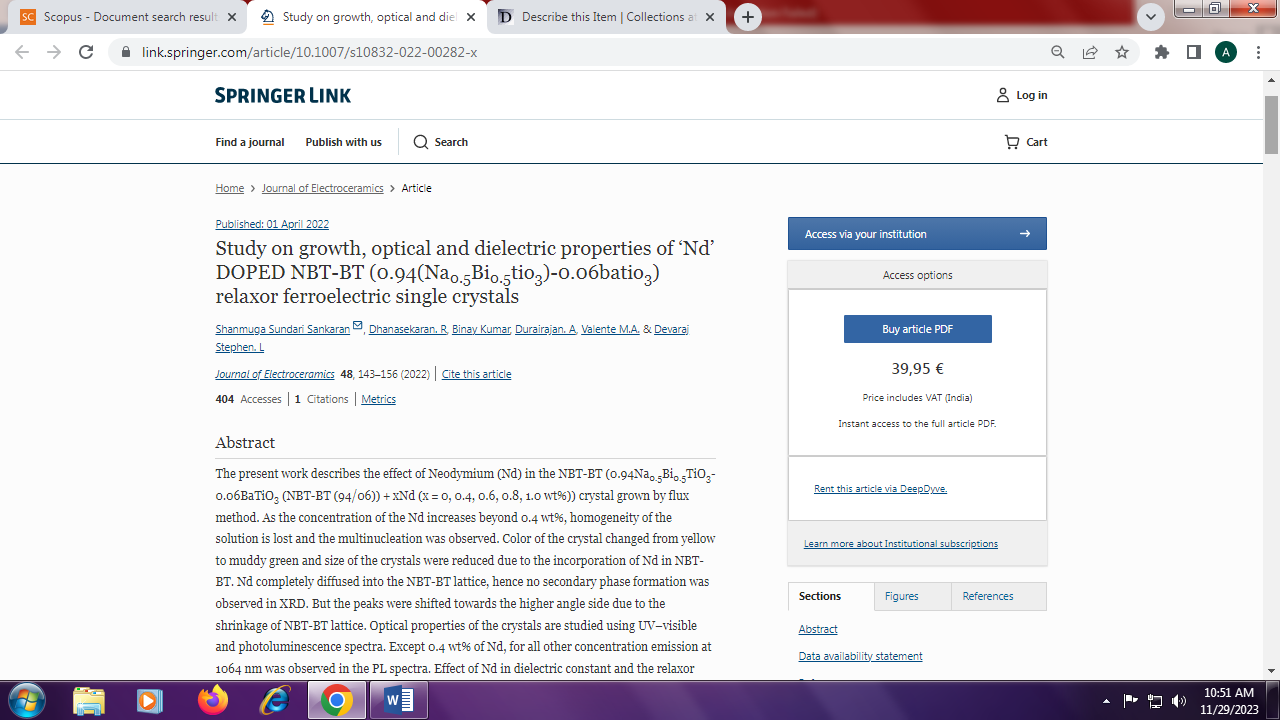 Scopus - Document search result
Study on growth, optical and die
Describe this Item | Collections a
link.springer.com/article/10.1007/s10832-022-00282-x
A
SPRINGER LINK
Log in
Find a journal
Publish with us
Search
Cart
Home > Journal of Electroceramics > Article
Published: 01 April 2022
Study on growth, optical and dielectric properties of ‘Nd’
DOPED NBT-BT (0.94(Na0.5Bi0.5tio3)-0.06batio3)
relaxor ferroelectric single crystals
Shanmuga Sundari Sankaran, Dhanasekaran. R, Binay Kumar, Durairajan. A, Valente M.A. & Devaraj
Stephen. L
Journal of Electroceramics 48, 143–156 (2022) | Cite this article
404 Accesses | 1 Citations | Metrics
Abstract
The present work describes the effect of Neodymium (Nd) in the NBT-BT (0.94Na0.5Bi0.5TiO3-
0.06BaTiO3 (NBT-BT (94/06)) + xNd (x = 0, 0.4, 0.6, 0.8, 1.0 wt%)) crystal grown by flux
method. As the concentration of the Nd increases beyond 0.4 wt%, homogeneity of the
solution is lost and the multinucleation was observed. Color of the crystal changed from yellow
to muddy green and size of the crystals were reduced due to the incorporation of Nd in NBT-
BT. Nd completely diffused into the NBT-BT lattice, hence no secondary phase formation was
observed in XRD. But the peaks were shifted towards the higher angle side due to the
shrinkage of NBT-BT lattice. Optical properties of the crystals are studied using UV–visible
and photoluminescence spectra. Except 0.4 wt% of Nd, for all other concentration emission at
1064 nm was observed in the PL spectra. Effect of Nd in dielectric constant and the relaxor
Access via your institution
Access options
Buy article PDF
39,95 €
Price includes VAT (India)
Instant access to the full article PDF.
Rent this article via DeepDyve.
Learn more about Institutional subscriptions
Sections
Figures
References
Abstract
Data availability statement
10:51 AM
11/29/2023